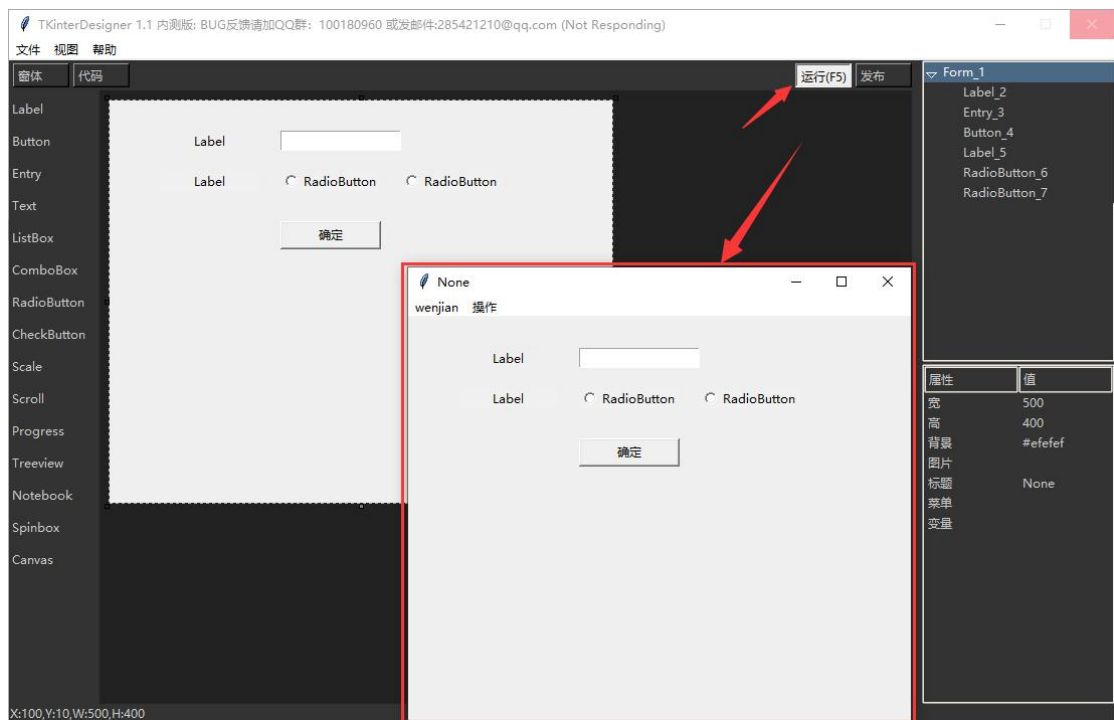 TKinterDesigner 1.1 内测版: BUG反馈请加QQ群：100180960 或发邮件:285421210@qq.com (Not Responding)
文件 视图 帮助
窗体 代码 运行(F5) 发布
Label
Button
Entry
Text
ListBox
ComboBox
RadioButton
CheckButton
Scale
Scroll
Progress
Treeview
Notebook
Spinbox
Canvas
Label
Label RadioButton RadioButton
确定
None
wenjian 操作
Label
Label RadioButton RadioButton
确定
Form_1
Label_2
Entry_3
Button_4
Label_5
RadioButton_6
RadioButton_7
属性 值
宽 500
高 400
背景 #efefef
图片
标题 None
菜单
变量
X:100,Y:10,W:500,H:400